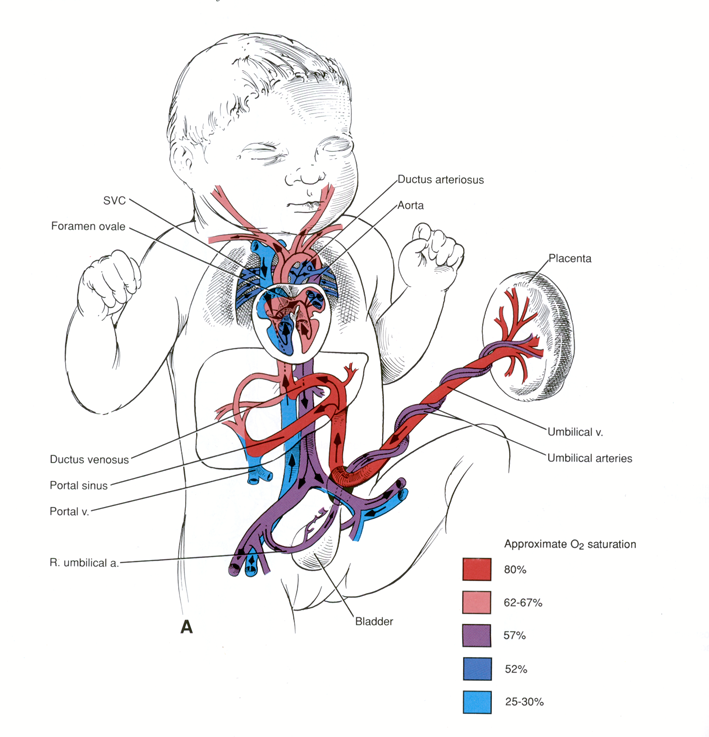 SVC
Foramen ovale
Ductus arteriosus
Aorta
Placenta
Umbilical v.
Umbilical arteries
Ductus venosus
Portal sinus
Portal v.
R. umbilical a.
Bladder
A
Approximate O2 saturation
80%
62-67%
57%
52%
25-30%